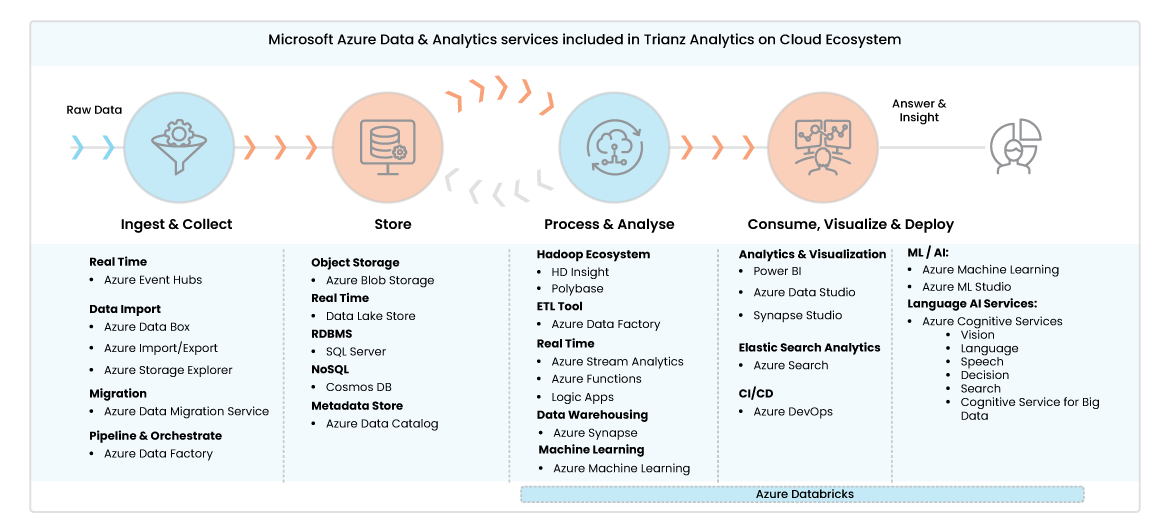 Microsoft Azure Data & Analytics services included in Trianz Analytics on Cloud Ecosystem
Raw Data
Answer &
Insight
Ingest & Collect
Store
Process & Analyse
Consume, Visualize & Deploy
Real Time
• Azure Event Hubs
Data Import
• Azure Data Box
• Azure Import/Export
• Azure Storage Explorer
Migration
• Azure Data Migration Service
Pipeline & Orchestrate
• Azure Data Factory
Object Storage
• Azure Blob Storage
Real Time
• Data Lake Store
RDBMS
• SQL Server
NoSQL
• Cosmos DB
Metadata Store
• Azure Data Catalog
Hadoop Ecosystem
• HD Insight
• Polybase
ETL Tool
• Azure Data Factory
Real Time
• Azure Stream Analytics
• Azure Functions
• Logic Apps
Data Warehousing
• Azure Synapse
Machine Learning
• Azure Machine Learning
Analytics & Visualization
• Power BI
• Azure Data Studio
• Synapse Studio
Elastic Search Analytics
• Azure Search
CI/CD
• Azure DevOps
ML / AI:
• Azure Machine Learning
• Azure ML Studio
Language AI Services:
• Azure Cognitive Services
• Vision
• Language
• Speech
• Decision
• Search
• Cognitive Service for Big
Data
Azure Databricks